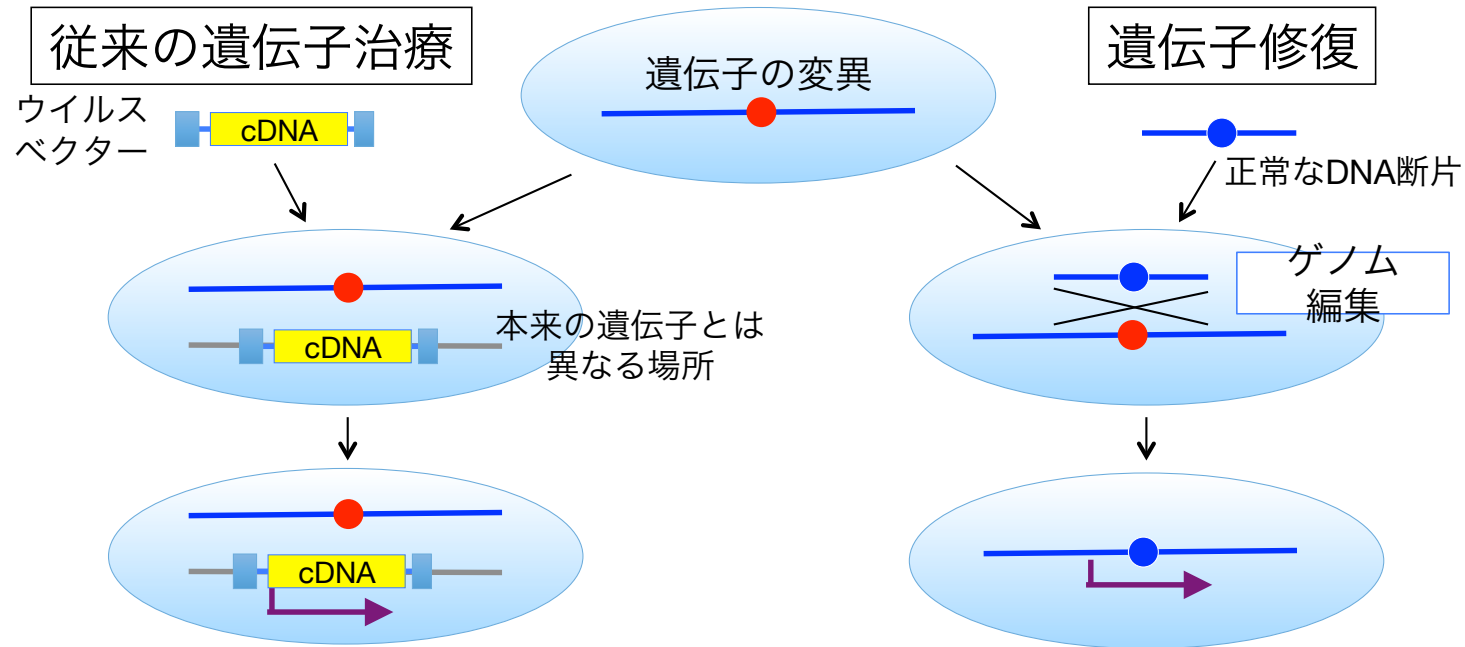 従来の遺伝子治療
遺伝子の変異
遺伝子修復
ウイルス
ベクター
cDNA
正常なDNA断片
cDNA
本来の遺伝子とは
異なる場所
ゲノム
編集
cDNA